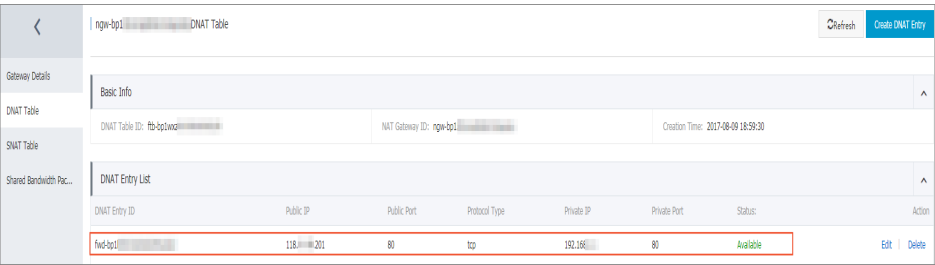 ngw-bp1 DNAT Table
Refresh
Create DNAT Entry
Gateway Details
DNAT Table
SNAT Table
Shared Bandwidth Pac...
Basic Info
DNAT Table ID: ftb-bp1wxz
NAT Gateway ID: ngw-bp1
Creation Time: 2017-08-09 18:59:30
DNAT Entry List
DNAT Entry ID Public IP Public Port Protocol Type Private IP Private Port Status: Action
fwd-bp1 118. 201 80 tcp 192.168 80 Available Edit | Delete